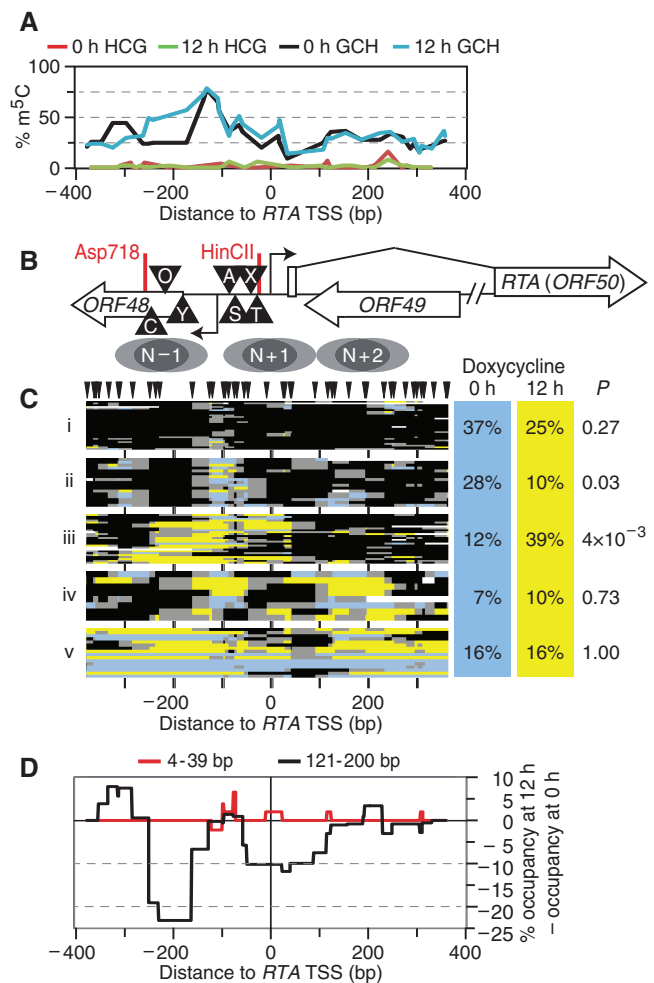 A
0 h HCG 12 h HCG 0 h GCH 12 h GCH
100
50
0
% m⁵C
−400 −200 0 200 400
Distance to RTA TSS (bp)
B
Asp718 HinCII
O A X
ORF48 C Y S T ORF49 RTA (ORF50)
N−1 N+1 N+2
Doxycycline
C 0 h 12 h P
i 37% 25% 0.27
ii 28% 10% 0.03
iii 12% 39% 4×10⁻³
iv 7% 10% 0.73
v 16% 16% 1.00
−200 0 200
Distance to RTA TSS (bp)
D
4-39 bp 121-200 bp
10
5
0
−5
−10
−15
−20
−25
% occupancy at 12 h
− occupancy at 0 h
−400 −200 0 200 400
Distance to RTA TSS (bp)